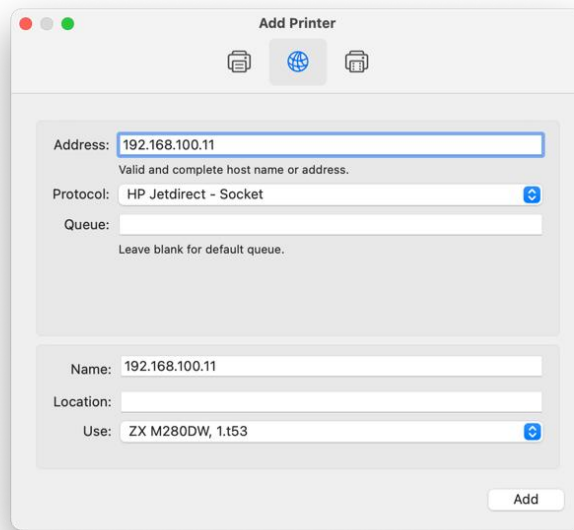 Add Printer
Address: 192.168.100.11
Valid and complete host name or address.
Protocol: HP Jetdirect - Socket
Queue:
Leave blank for default queue.
Name: 192.168.100.11
Location:
Use: ZX M280DW, 1.t53
Add